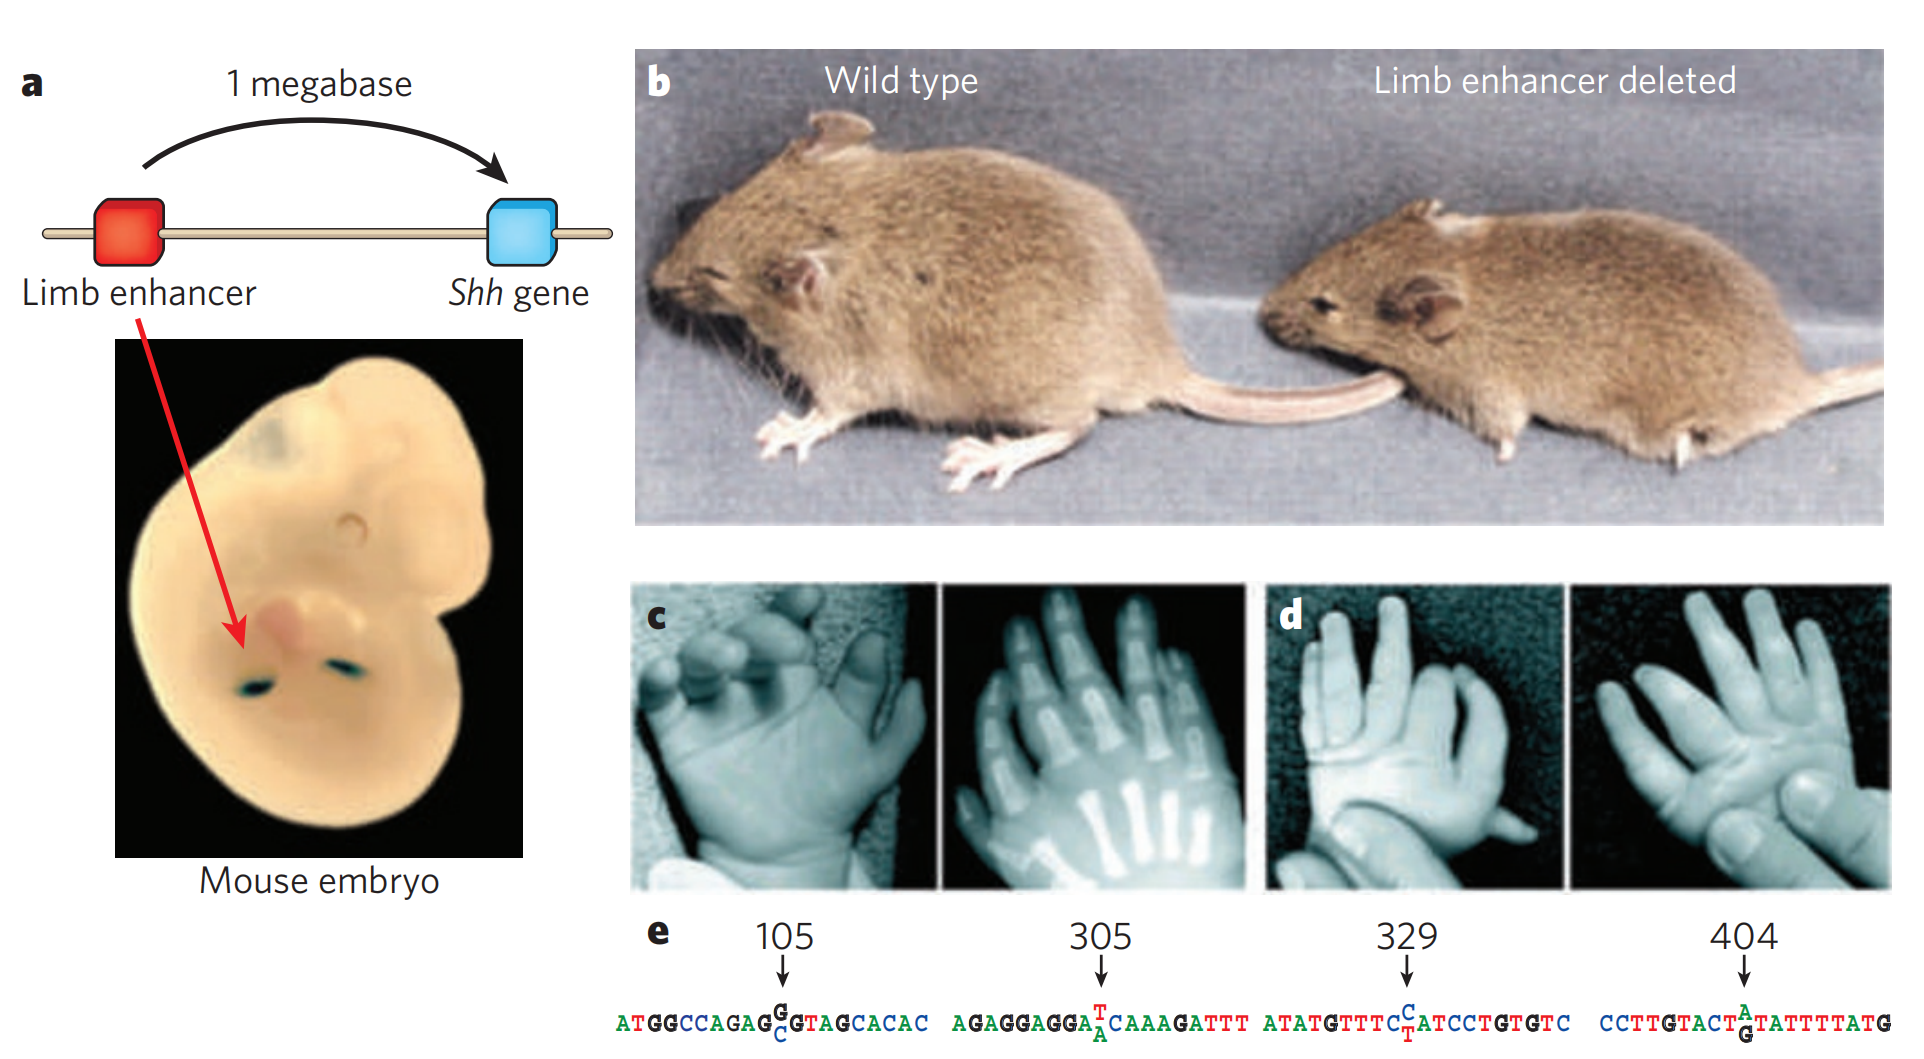 a
1 megabase
Limb enhancer
Shh gene
Mouse embryo
b
Wild type
Limb enhancer deleted
c
d
e
105
305
329
404
ATGGCCAGAG G/C GTAGCACAC
AGAGGAGGA T/A CAAAGATTT
ATATGTTTC C/T ATCCTGTGTC
CCTTGTACT A/G TATTTTATG